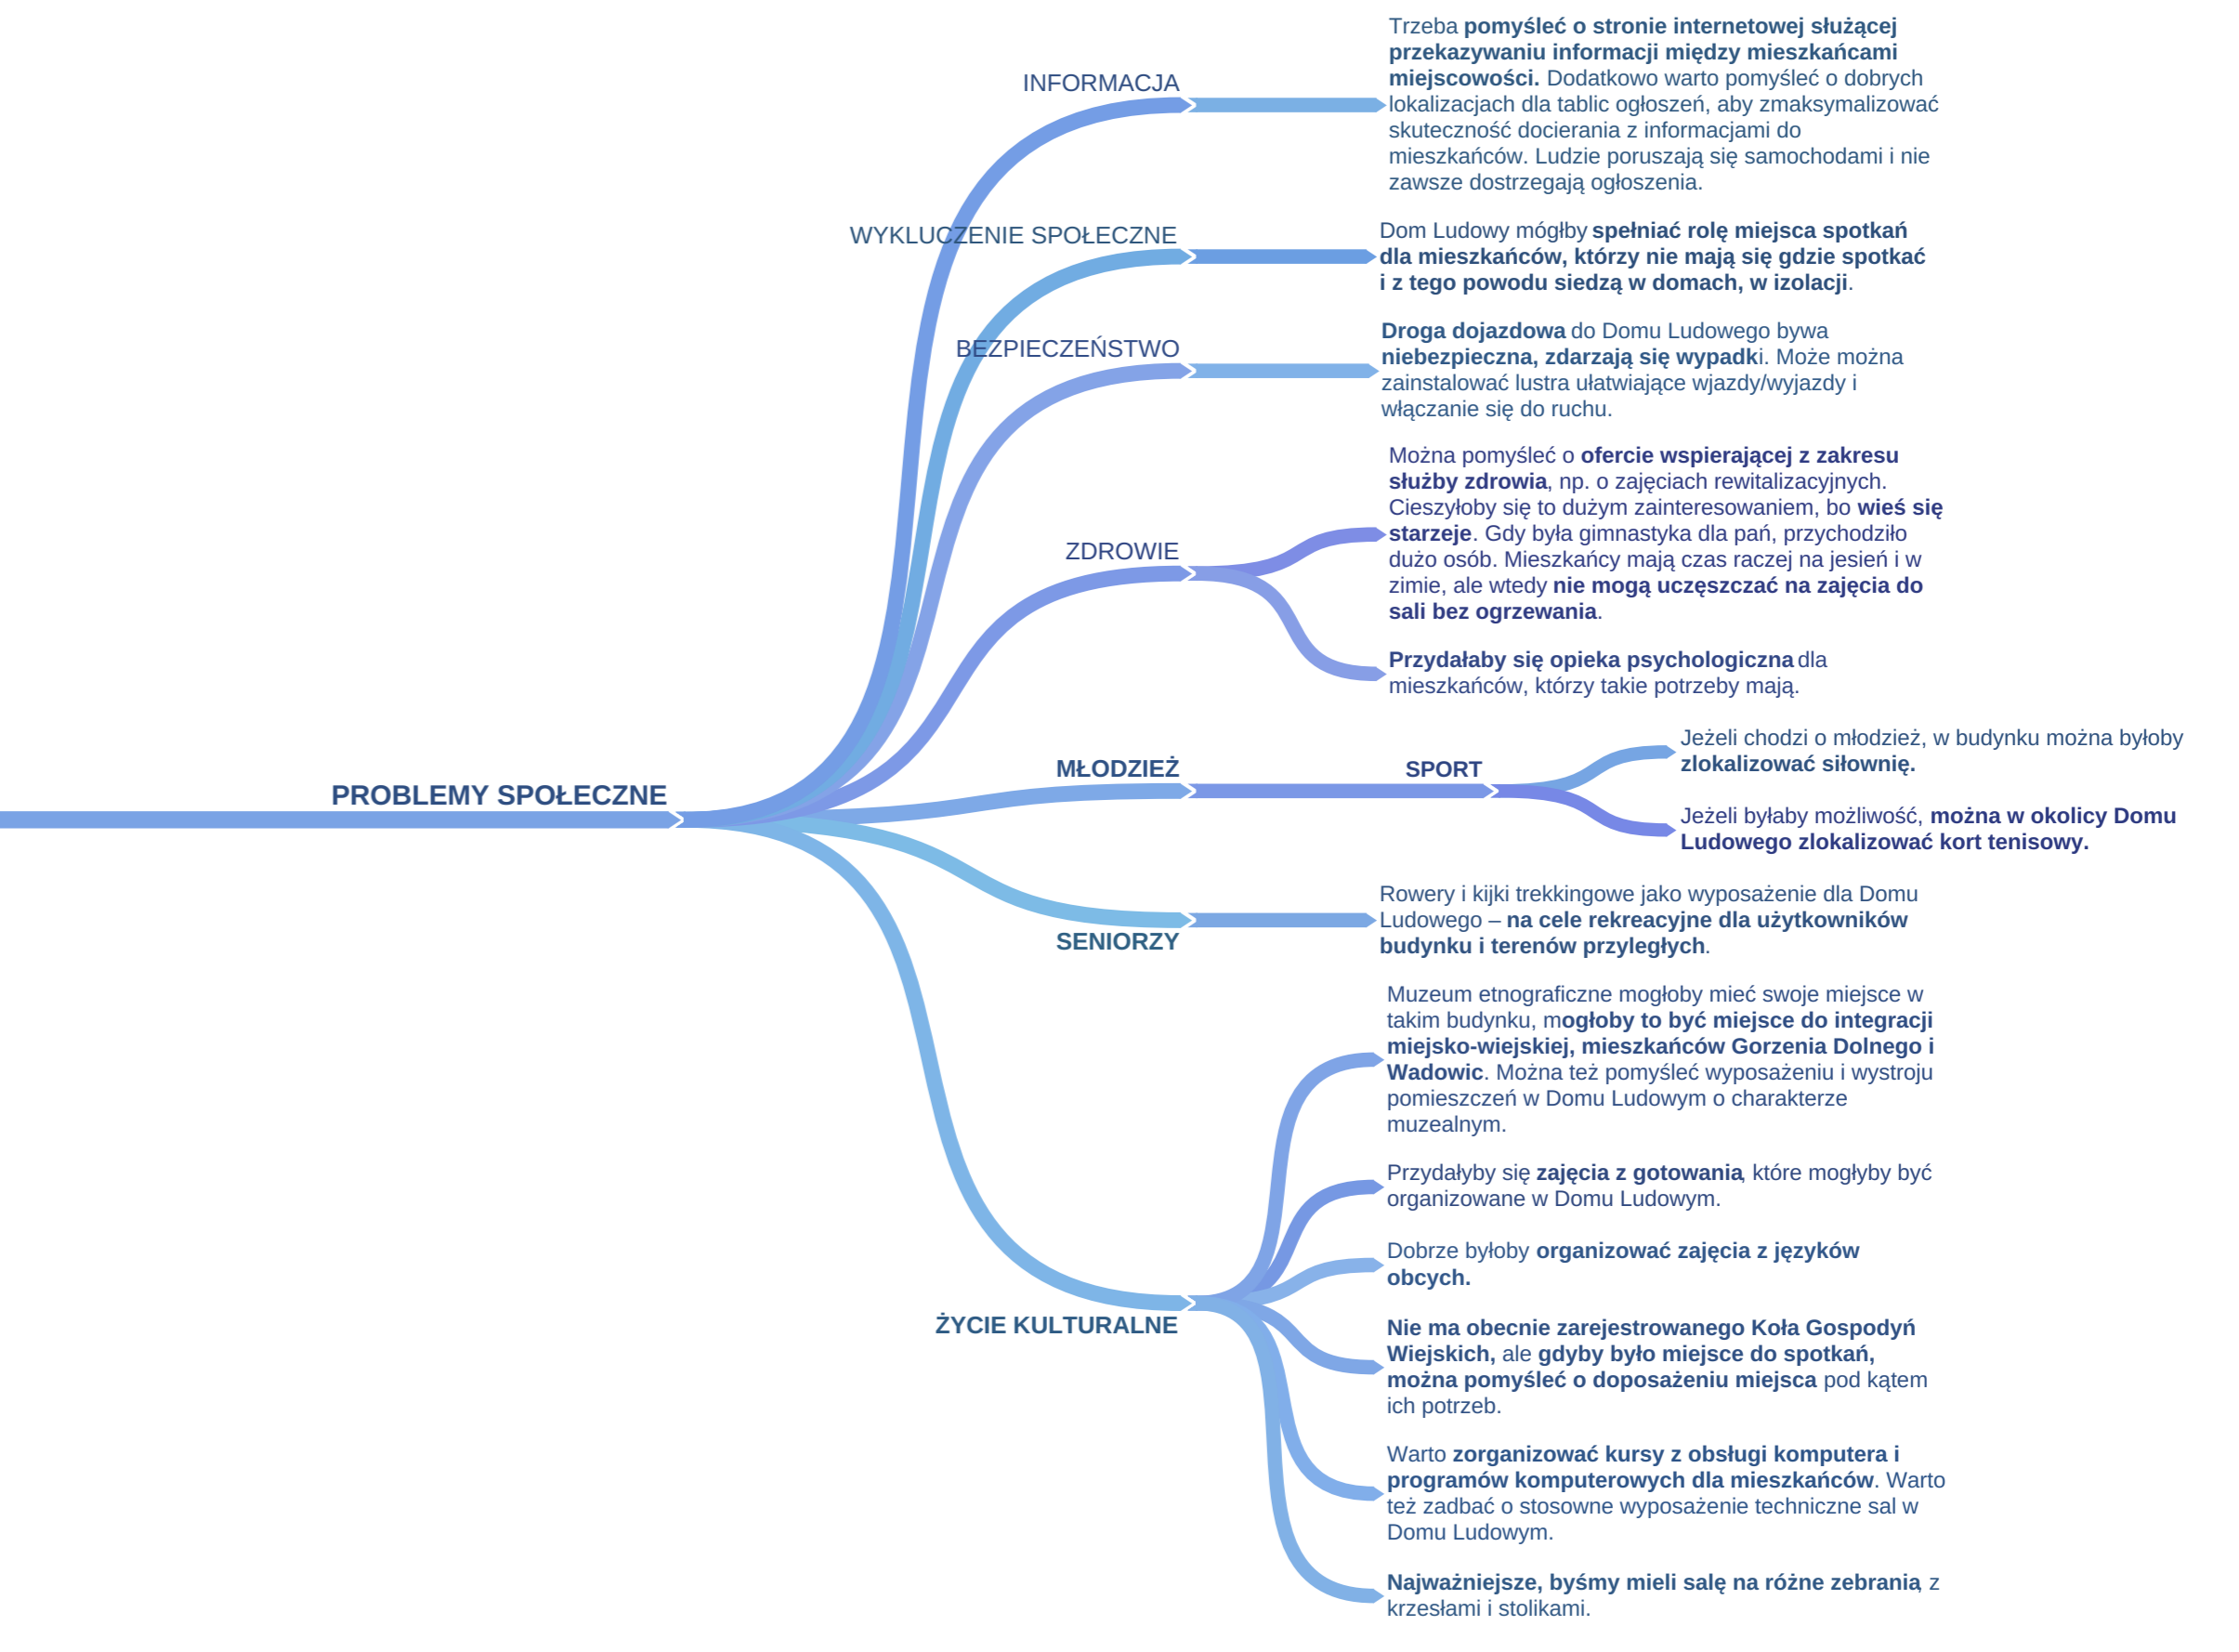 PROBLEMY SPOŁECZNE
INFORMACJA
Trzeba pomyśleć o stronie internetowej służącej
przekazywaniu informacji między mieszkańcami
miejscowości. Dodatkowo warto pomyśleć o dobrych
lokalizacjach dla tablic ogłoszeń, aby zmaksymalizować
skuteczność docierania z informacjami do
mieszkańców. Ludzie poruszają się samochodami i nie
zawsze dostrzegają ogłoszenia.
WYKLUCZENIE SPOŁECZNE
Dom Ludowy mógłby spełniać rolę miejsca spotkań
dla mieszkańców, którzy nie mają się gdzie spotkać
i z tego powodu siedzą w domach, w izolacji.
BEZPIECZEŃSTWO
Droga dojazdowa do Domu Ludowego bywa
niebezpieczna, zdarzają się wypadki. Może można
zainstalować lustra ułatwiające wjazdy/wyjazdy i
włączanie się do ruchu.
ZDROWIE
Można pomyśleć o ofercie wspierającej z zakresu
służby zdrowia, np. o zajęciach rewitalizacyjnych.
Cieszyłoby się to dużym zainteresowaniem, bo wieś się
starzeje. Gdy była gimnastyka dla pań, przychodziło
dużo osób. Mieszkańcy mają czas raczej na jesień i w
zimie, ale wtedy nie mogą uczęszczać na zajęcia do
sali bez ogrzewania.
Przydałaby się opieka psychologiczna dla
mieszkańców, którzy takie potrzeby mają.
MŁODZIEŻ
SPORT
Jeżeli chodzi o młodzież, w budynku można byłoby
zlokalizować siłownię.
Jeżeli byłaby możliwość, można w okolicy Domu
Ludowego zlokalizować kort tenisowy.
SENIORZY
Rowery i kijki trekkingowe jako wyposażenie dla Domu
Ludowego – na cele rekreacyjne dla użytkowników
budynku i terenów przyległych.
ŻYCIE KULTURALNE
Muzeum etnograficzne mogłoby mieć swoje miejsce w
takim budynku, mogłoby to być miejsce do integracji
miejsko-wiejskiej, mieszkańców Gorzenia Dolnego i
Wadowic. Można też pomyśleć wyposażeniu i wystroju
pomieszczeń w Domu Ludowym o charakterze
muzealnym.
Przydałyby się zajęcia z gotowania, które mogłyby być
organizowane w Domu Ludowym.
Dobrze byłoby organizować zajęcia z języków
obcych.
Nie ma obecnie zarejestrowanego Koła Gospodyń
Wiejskich, ale gdyby było miejsce do spotkań,
można pomyśleć o doposażeniu miejsca pod kątem
ich potrzeb.
Warto zorganizować kursy z obsługi komputera i
programów komputerowych dla mieszkańców. Warto
też zadbać o stosowne wyposażenie techniczne sal w
Domu Ludowym.
Najważniejsze, byśmy mieli salę na różne zebrania, z
krzesłami i stolikami.